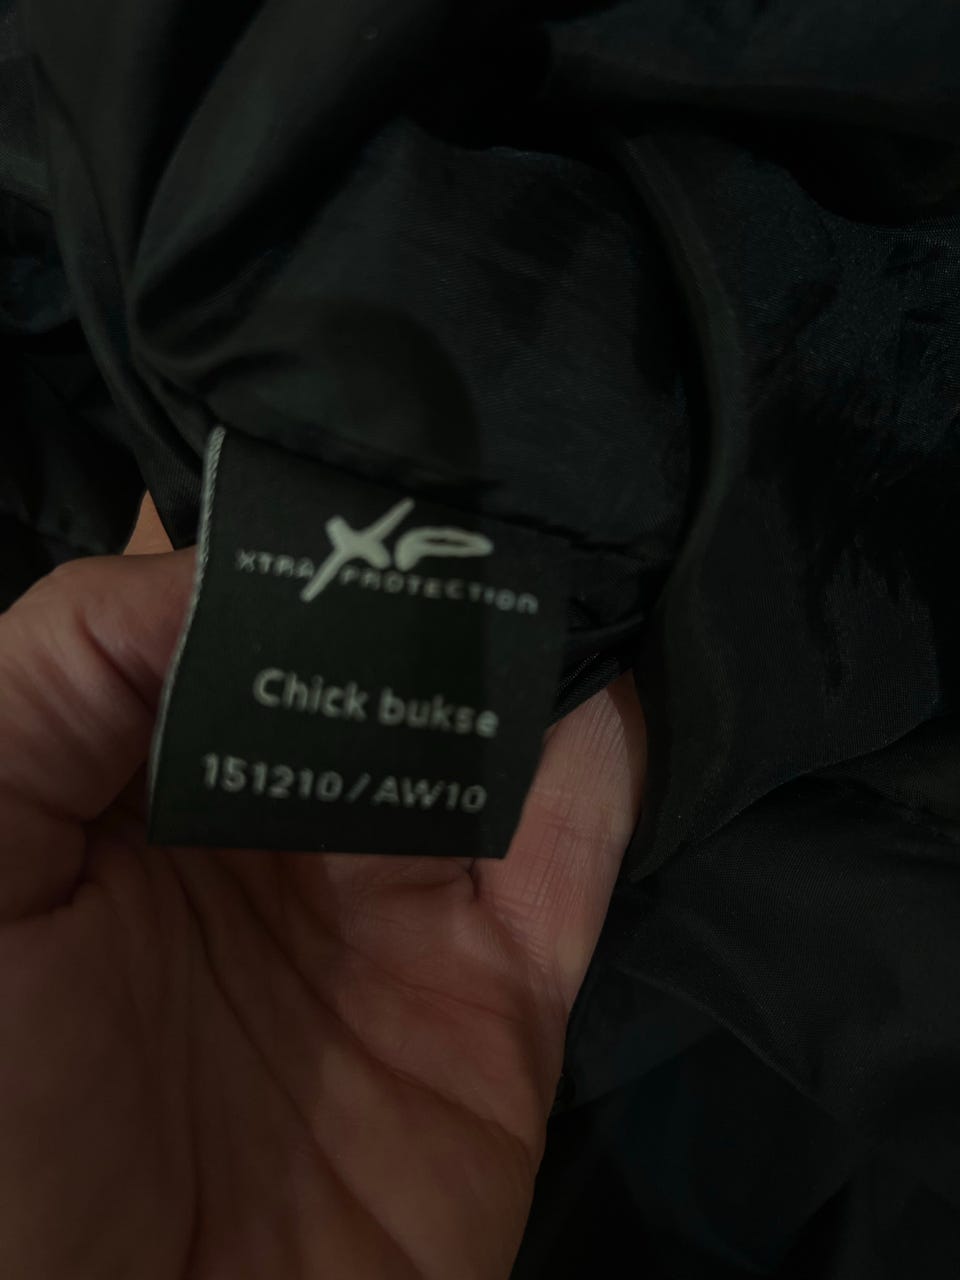 XP
XTRA PROTECTION
Chick bukse
151210/AW10